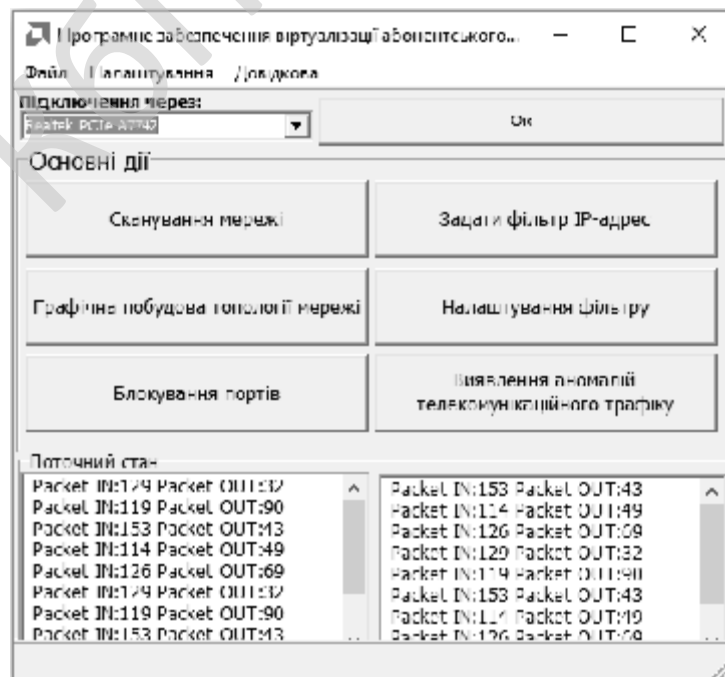 Програмне забезпечення віртуалізації абонентського...
Файл Налаштування Довідкова
Підключення через:
Realtek PCIe
Ок
Основні дії
Сканування мережі
Задати фільтр IP-адрес
Графічна побудова топології мережі
Налаштування фільтру
Блокування портів
Виявлення аномалій
телекомунікаційного трафіку
Поточний стан
Packet IN:129 Packet OUT:32
Packet IN:119 Packet OUT:90
Packet IN:153 Packet OUT:43
Packet IN:114 Packet OUT:49
Packet IN:126 Packet OUT:69
Packet IN:129 Packet OUT:32
Packet IN:119 Packet OUT:90
Packet IN:153 Packet OUT:43
Packet IN:153 Packet OUT:43
Packet IN:114 Packet OUT:49
Packet IN:126 Packet OUT:69
Packet IN:129 Packet OUT:32
Packet IN:119 Packet OUT:90
Packet IN:153 Packet OUT:43
Packet IN:114 Packet OUT:49
Packet IN:126 Packet OUT:69